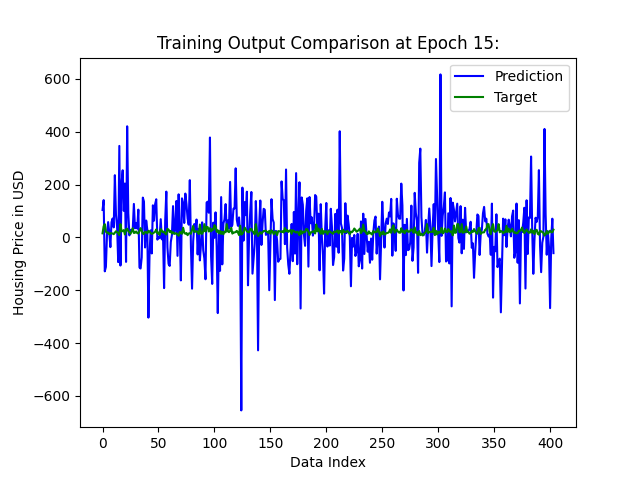 Training Output Comparison at Epoch 15:
Prediction
Target
Housing Price in USD
600
400
200
0
−200
−400
−600
0 50 100 150 200 250 300 350 400
Data Index